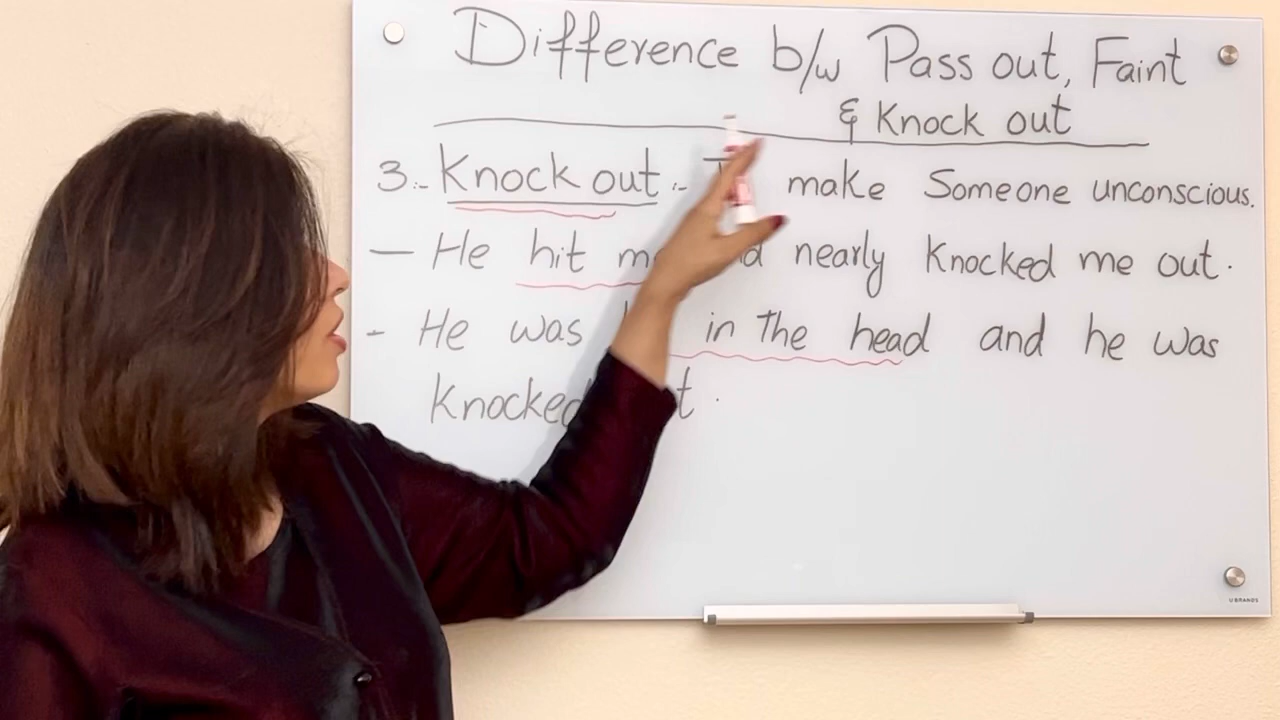 Difference b/w Pass out, Faint
& Knock out
3:- Knock out :- make Someone unconscious.
— He hit nearly Knocked me out.
- He was in the head and he was
Knocked
U BRANDS